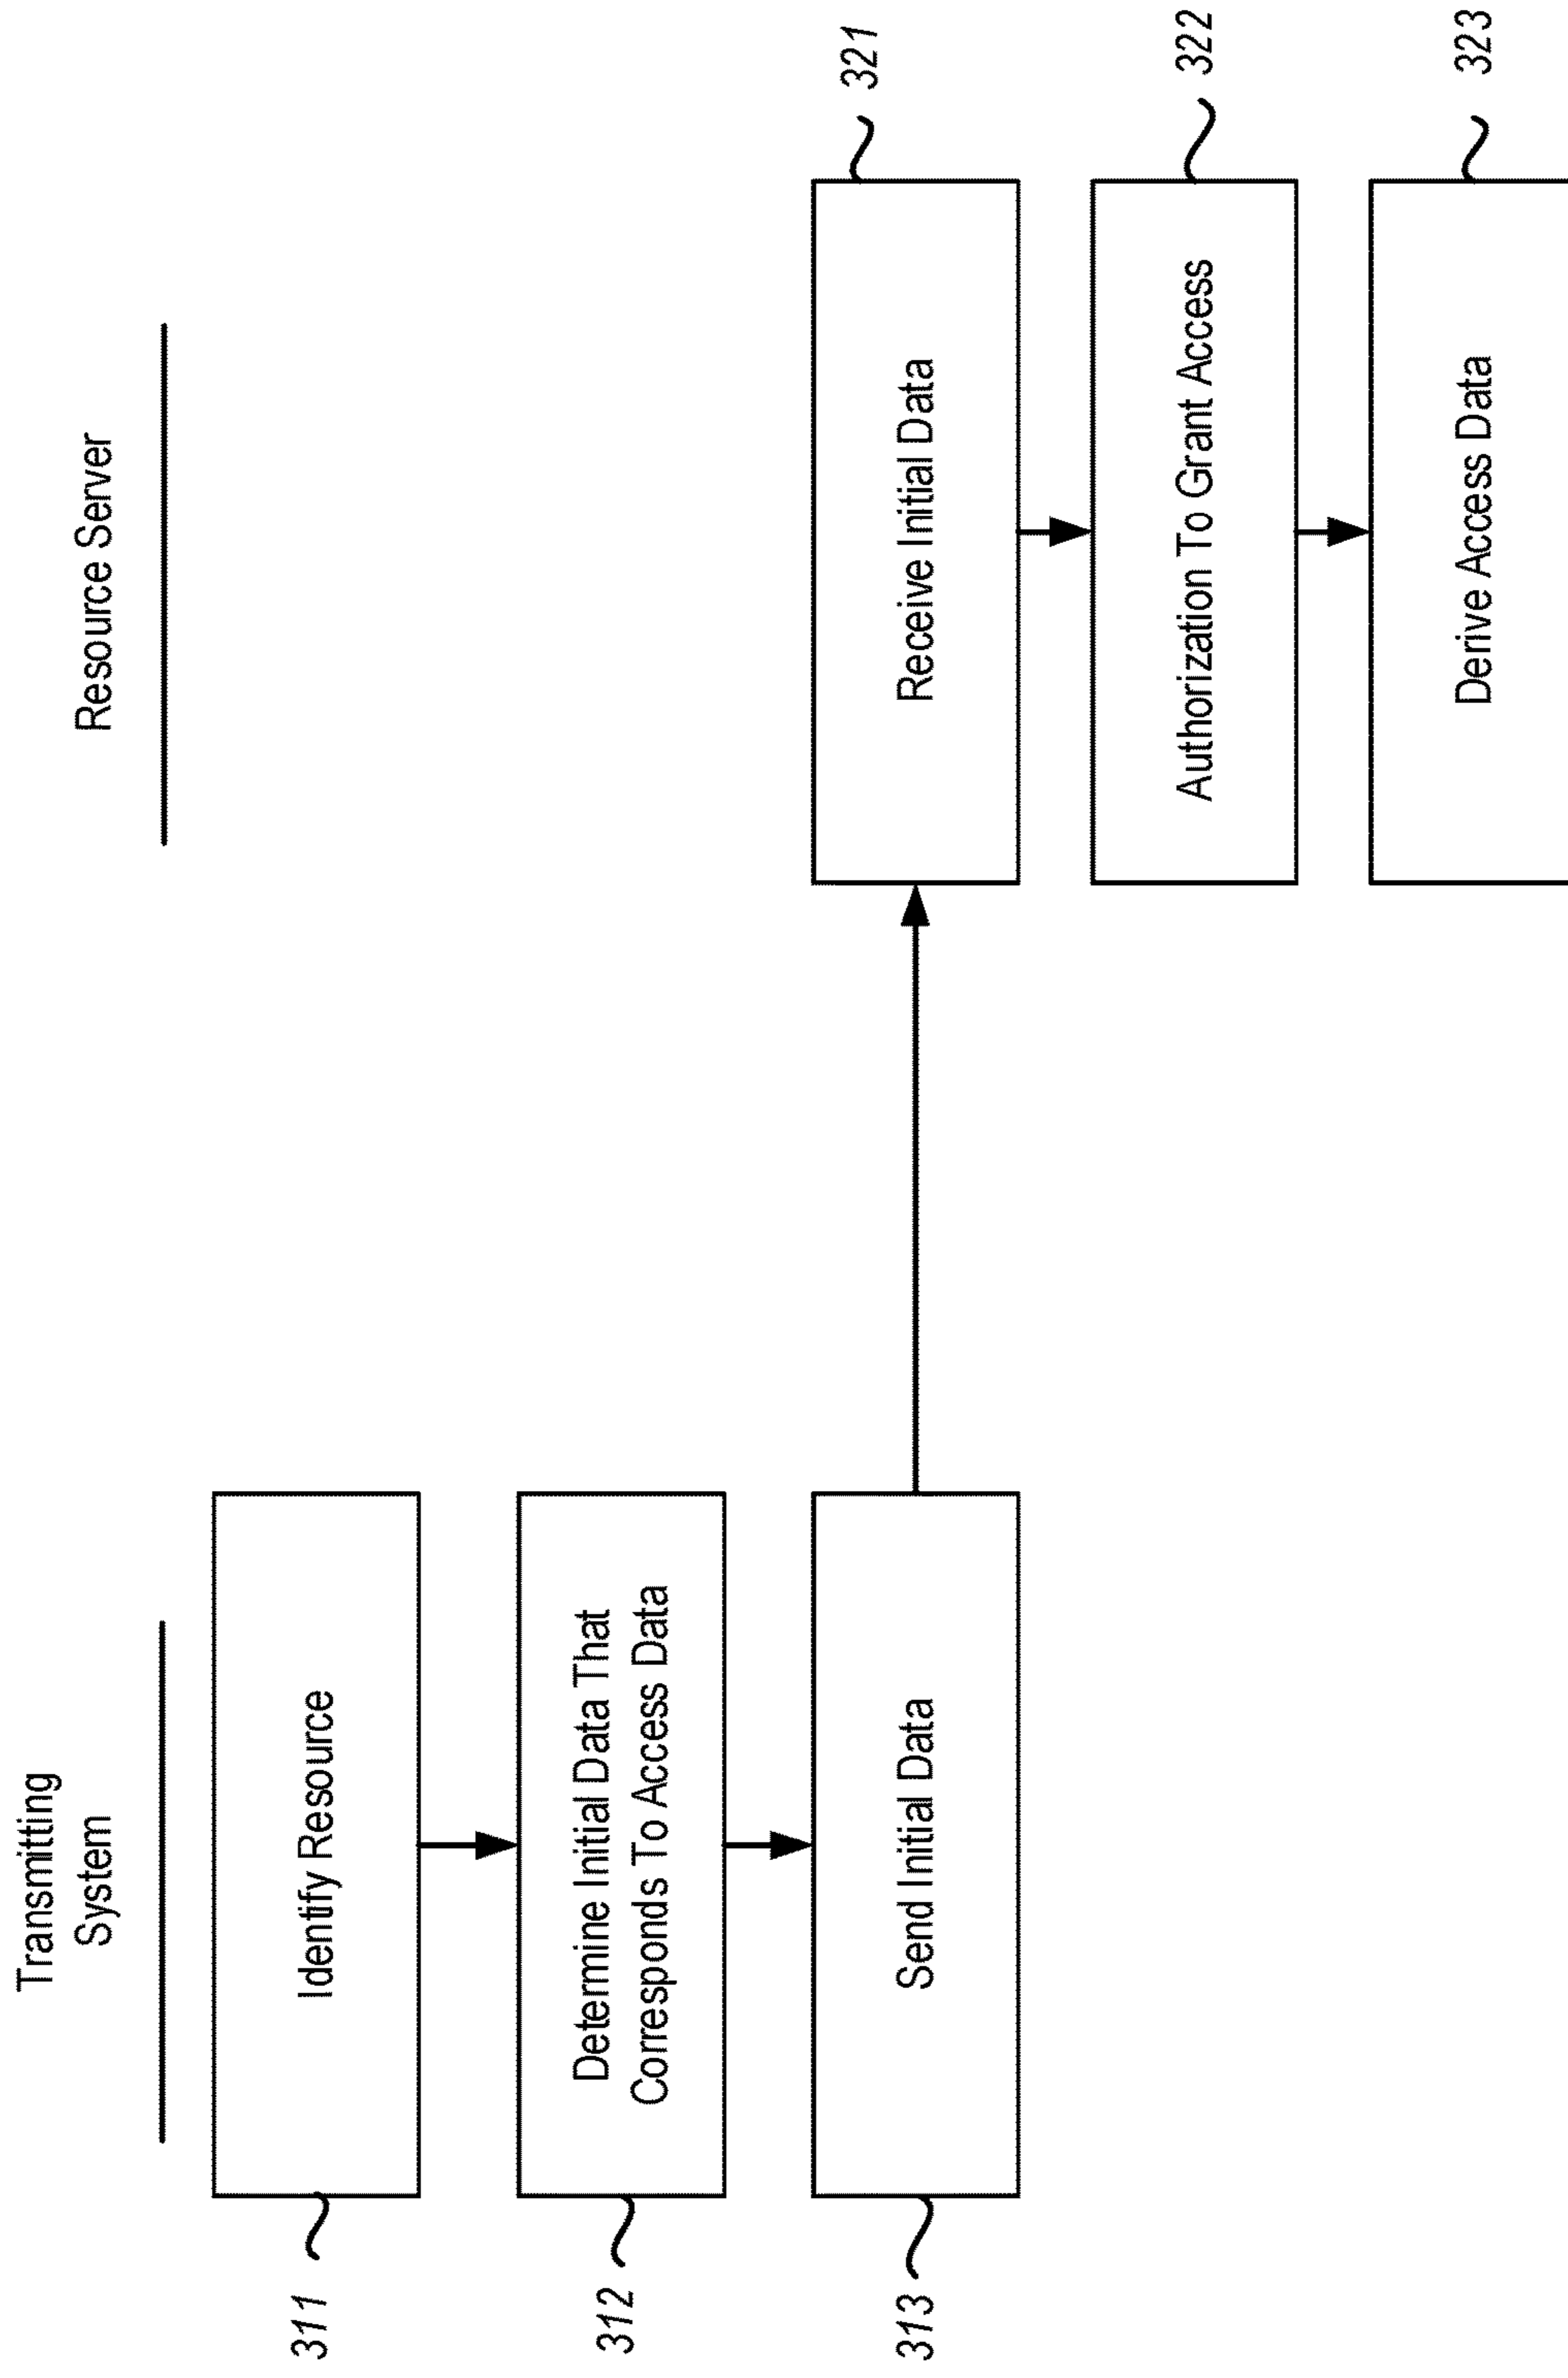 Transmitting
System
Resource Server
311
Identify Resource
312
Determine Initial Data That
Corresponds To Access Data
313
Send Initial Data
Receive Initial Data
321
Authorization To Grant Access
322
Derive Access Data
323